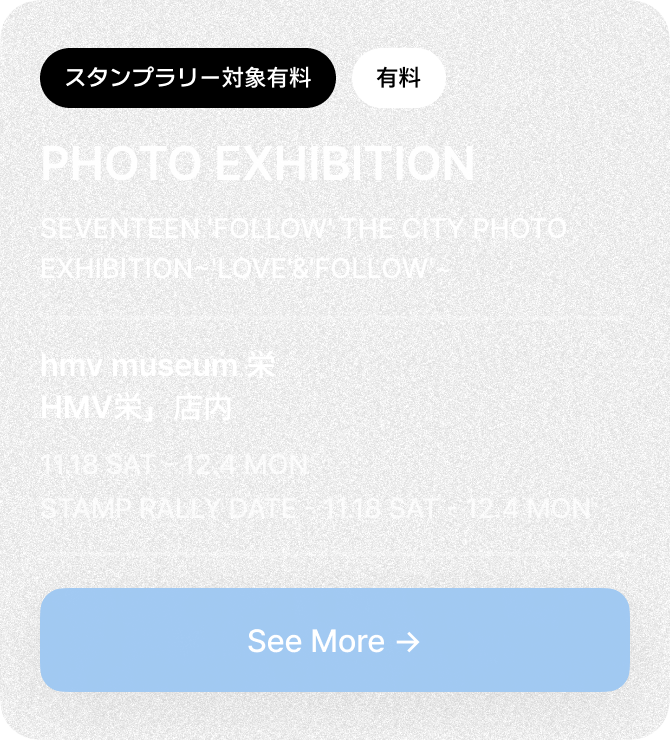 スタンプラリー対象有料
有料
PHOTO EXHIBITION
SEVENTEEN 'FOLLOW' THE CITY PHOTO
EXHIBITION~'LOVE'&'FOLLOW'~
hmv museum 栄
HMV栄』店内
11.18 SAT - 12.4 MON
STAMP RALLY DATE - 11.18 SAT - 12.4 MON
See More →